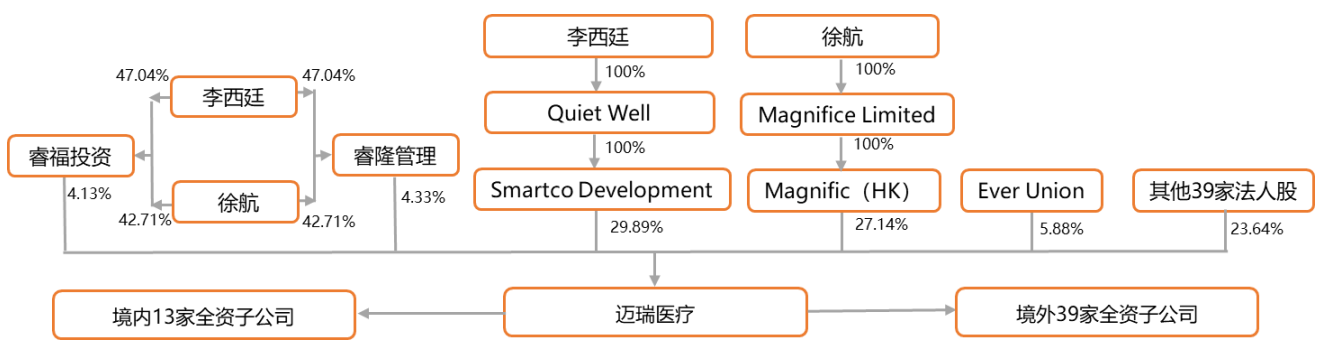 李西廷
徐航
47.04%
47.04%
100%
100%
李西廷
Quiet Well
Magnifice Limited
睿福投资
睿隆管理
100%
100%
4.13%
徐航
4.33%
Smartco Development
Magnific（HK）
Ever Union
其他39家法人股
42.71%
42.71%
29.89%
27.14%
5.88%
23.64%
境内13家全资子公司
迈瑞医疗
境外39家全资子公司